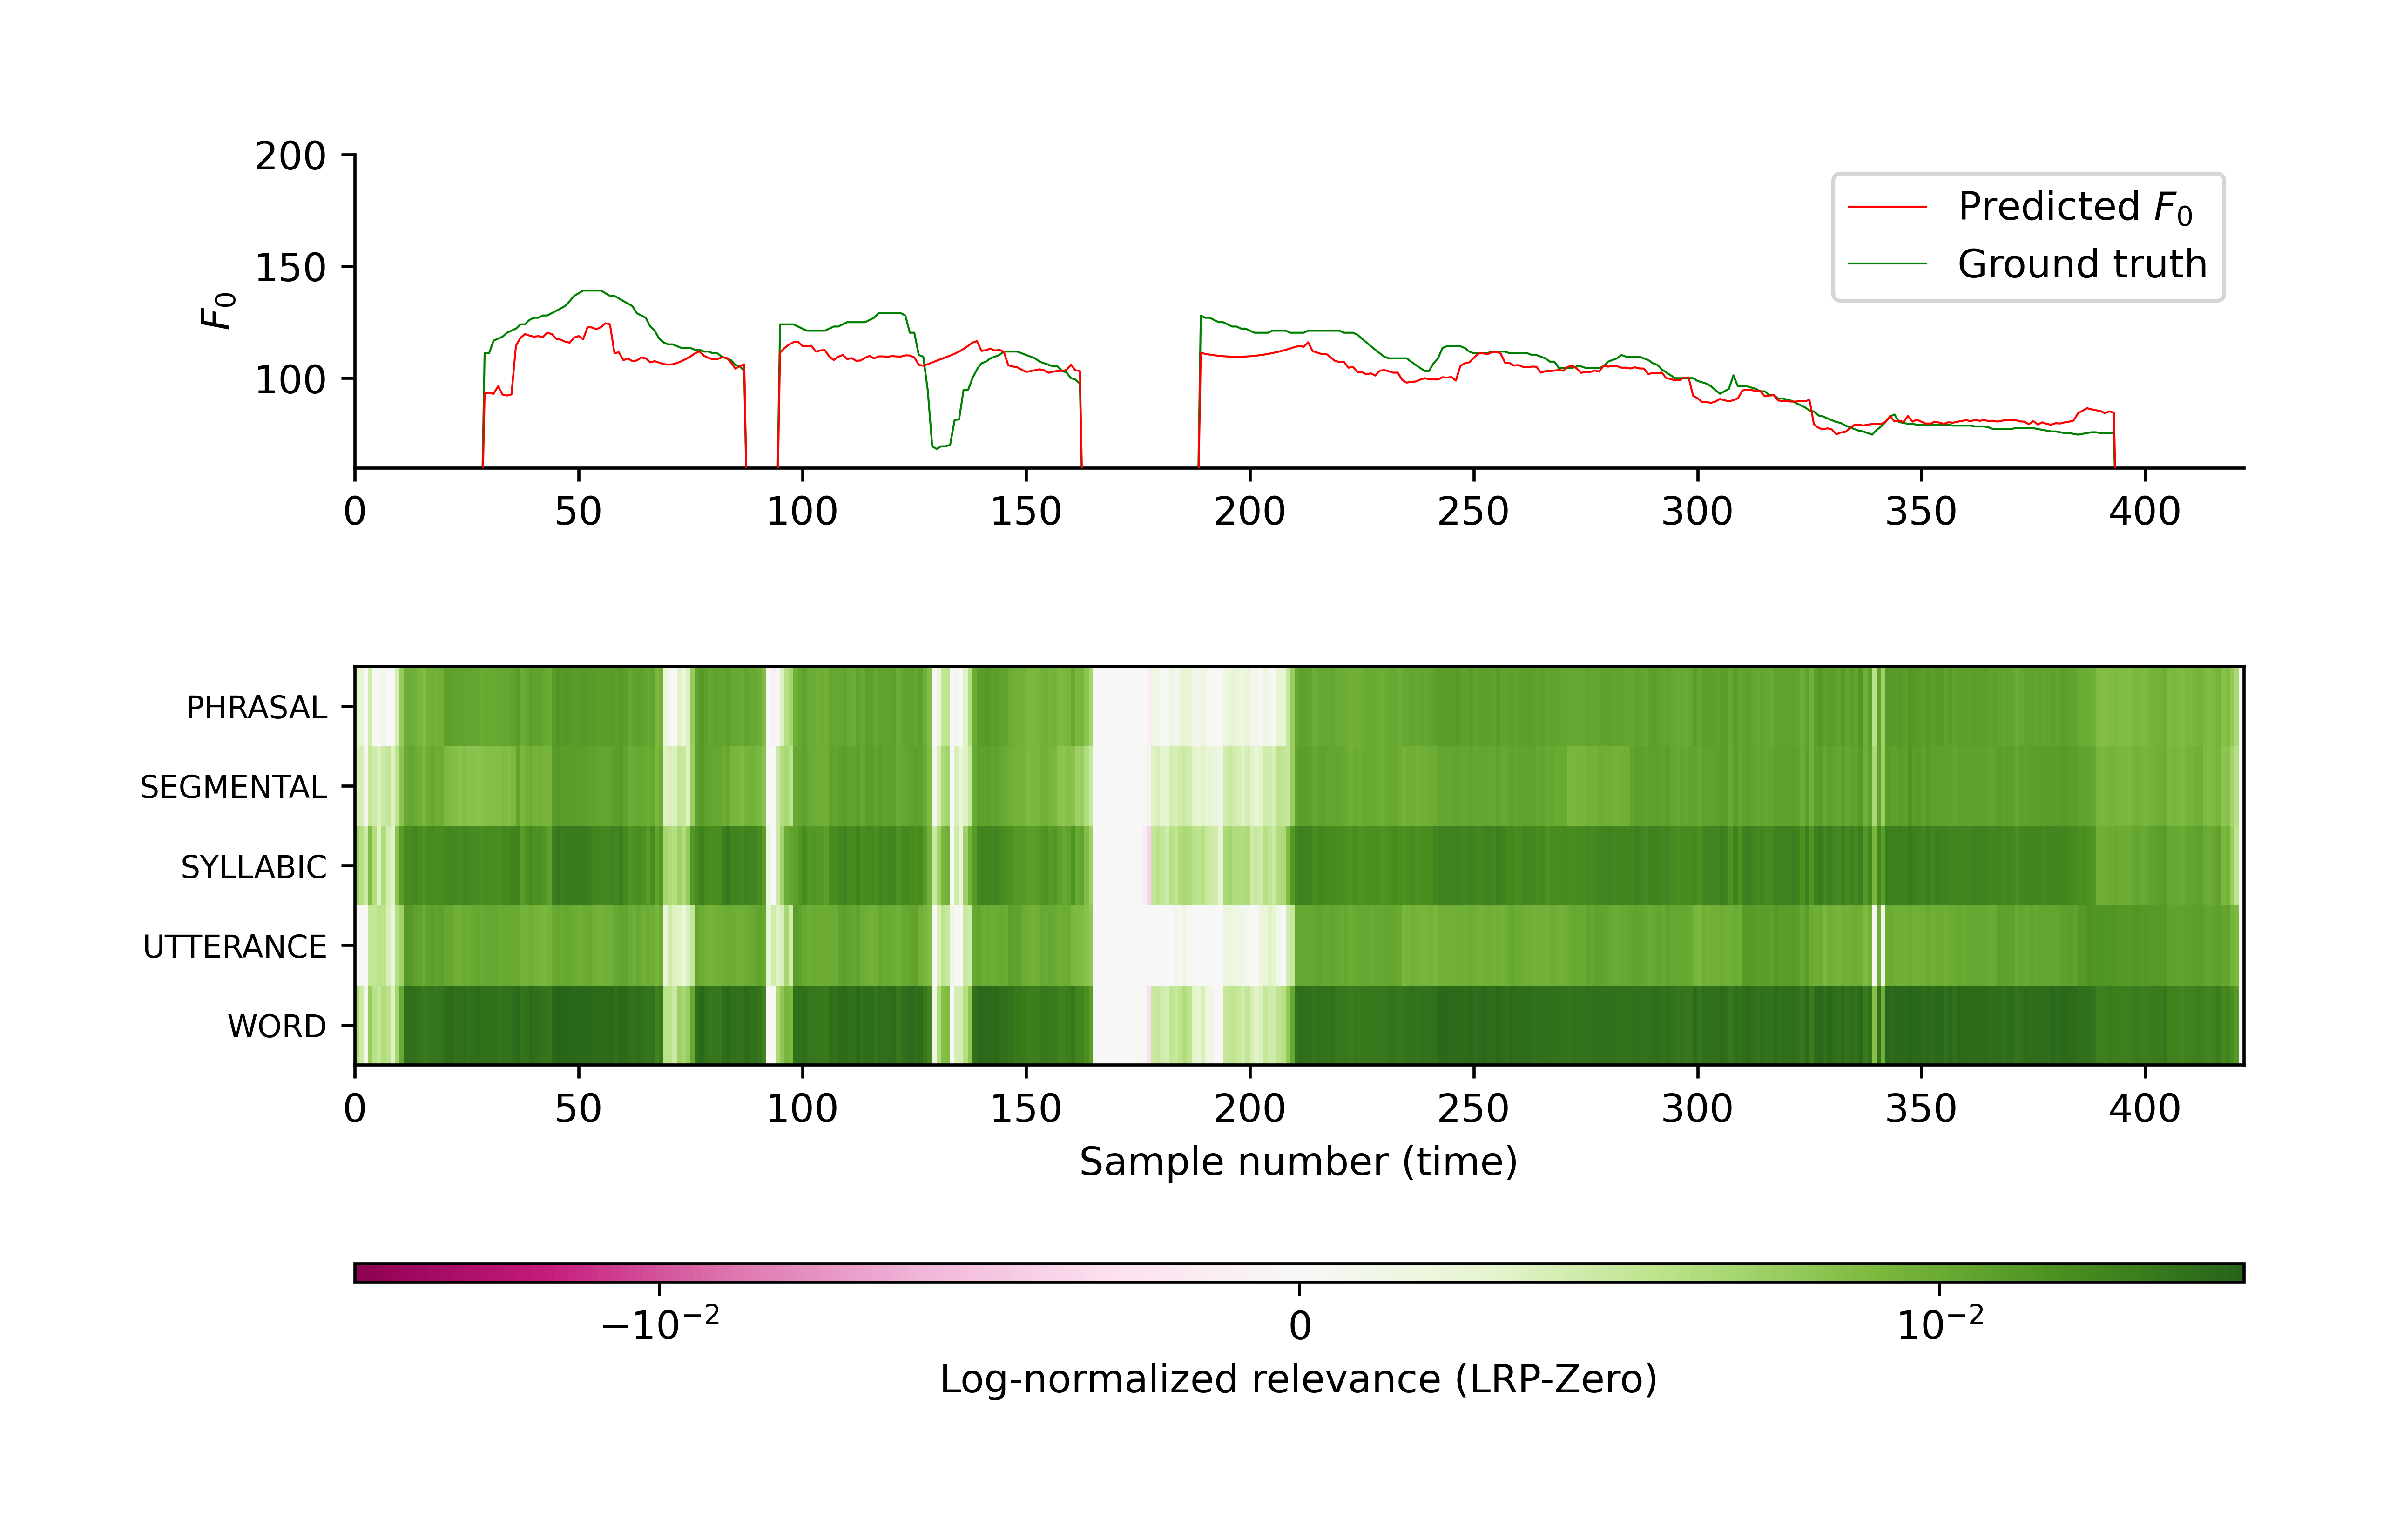 200
150
100
F₀
Predicted F₀
Ground truth
0 50 100 150 200 250 300 350 400
PHRASAL
SEGMENTAL
SYLLABIC
UTTERANCE
WORD
0 50 100 150 200 250 300 350 400
Sample number (time)
−10⁻² 0 10⁻²
Log-normalized relevance (LRP-Zero)